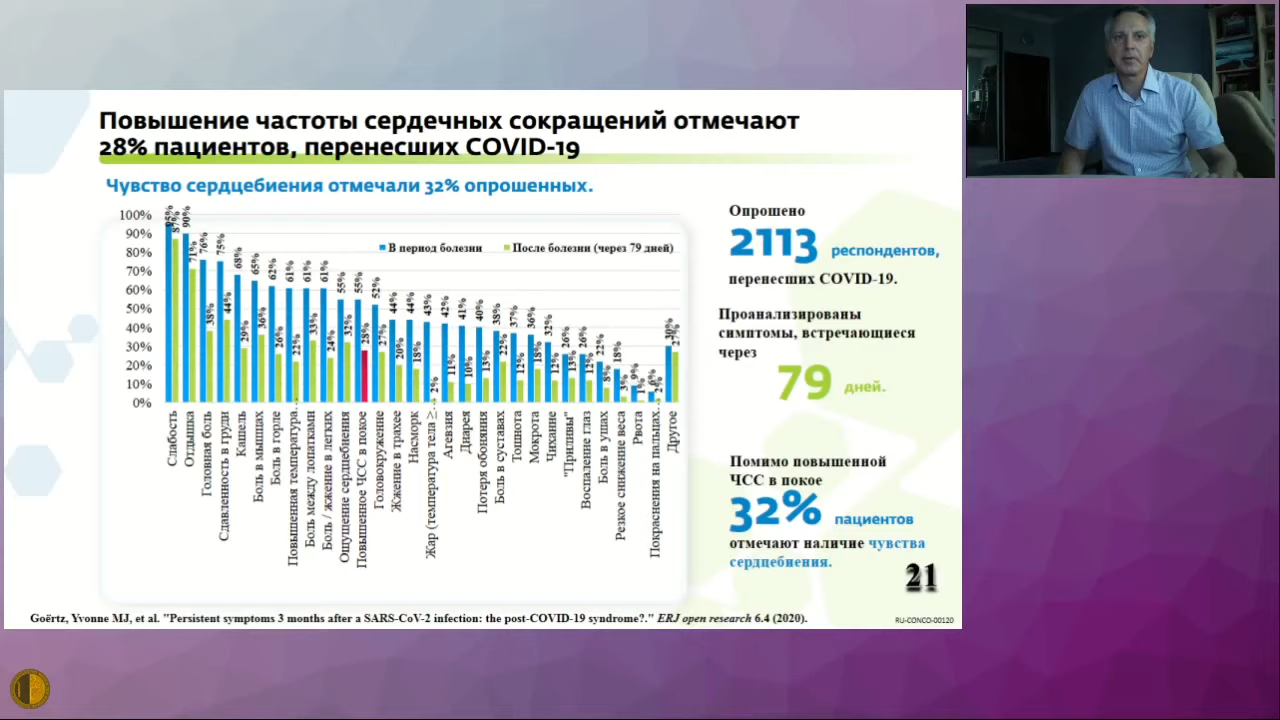 Повышение частоты сердечных сокращений отмечают
28% пациентов, перенесших COVID-19
Чувство сердцебиения отмечали 32% опрошенных.
100%
90%
80%
70%
60%
50%
40%
30%
20%
10%
0%
В период болезни
После болезни (через 79 дней)
95% 87% 90% 71% 76% 38% 75% 44% 68% 29% 65% 36% 62% 26% 61% 22% 61% 33% 61% 24% 55% 32% 55% 28% 52% 27% 44% 20% 44% 18% 43% 2% 42% 11% 41% 10% 40% 13% 38% 22% 37% 12% 36% 18% 32% 12% 26% 13% 26% 12% 22% 8% 18% 3% 9% 1% 6% 2% 30% 27%
Слабость
Отдышка
Головная боль
Сдавленность в груди
Кашель
Боль в мышцах
Боль в горле
Повышенная температура…
Боль между лопатками
Боль / жжение в легких
Ощущение сердцебиения
Повышенное ЧСС в покое
Головокружение
Жжение в трахее
Насморк
Жар (температура тела ≥…
Агевзия
Диарея
Потеря обоняния
Боль в суставах
Тошнота
Мокрота
Чихание
"Приливы"
Воспаление глаз
Боль в ушах
Резкое снижение веса
Рвота
Покраснения на пальцах…
Другое
Опрошено
2113 респондентов,
перенесших COVID-19.
Проанализированы
симптомы, встречающиеся
через
79 дней.
Помимо повышенной
ЧСС в покое
32% пациентов
отмечают наличие чувства
сердцебиения.
21
Goërtz, Yvonne MJ, et al. "Persistent symptoms 3 months after a SARS-CoV-2 infection: the post-COVID-19 syndrome?." ERJ open research 6.4 (2020).
RU-CONCO-00120